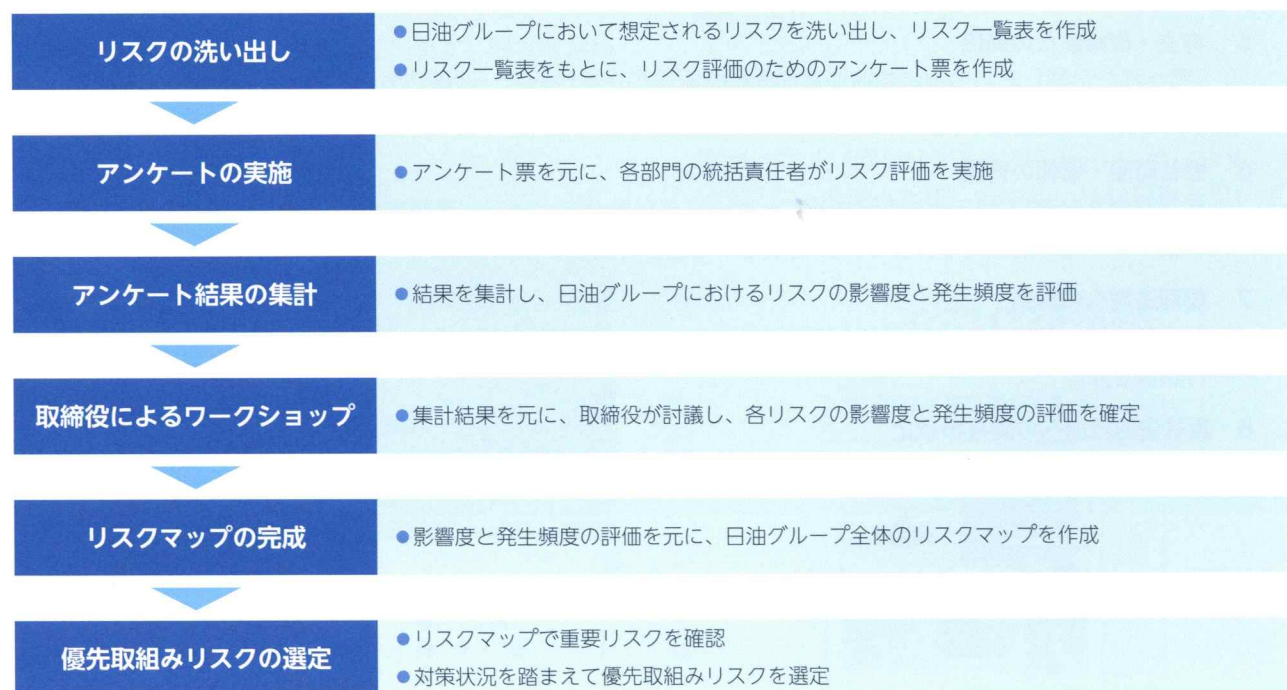 リスクの洗い出し
●日油グループにおいて想定されるリスクを洗い出し、リスク一覧表を作成
●リスク一覧表をもとに、リスク評価のためのアンケート票を作成
アンケートの実施
●アンケート票を元に、各部門の統括責任者がリスク評価を実施
アンケート結果の集計
●結果を集計し、日油グループにおけるリスクの影響度と発生頻度を評価
取締役によるワークショップ
●集計結果を元に、取締役が討議し、各リスクの影響度と発生頻度の評価を確定
リスクマップの完成
●影響度と発生頻度の評価を元に、日油グループ全体のリスクマップを作成
優先取組みリスクの選定
●リスクマップで重要リスクを確認
●対策状況を踏まえて優先取組みリスクを選定